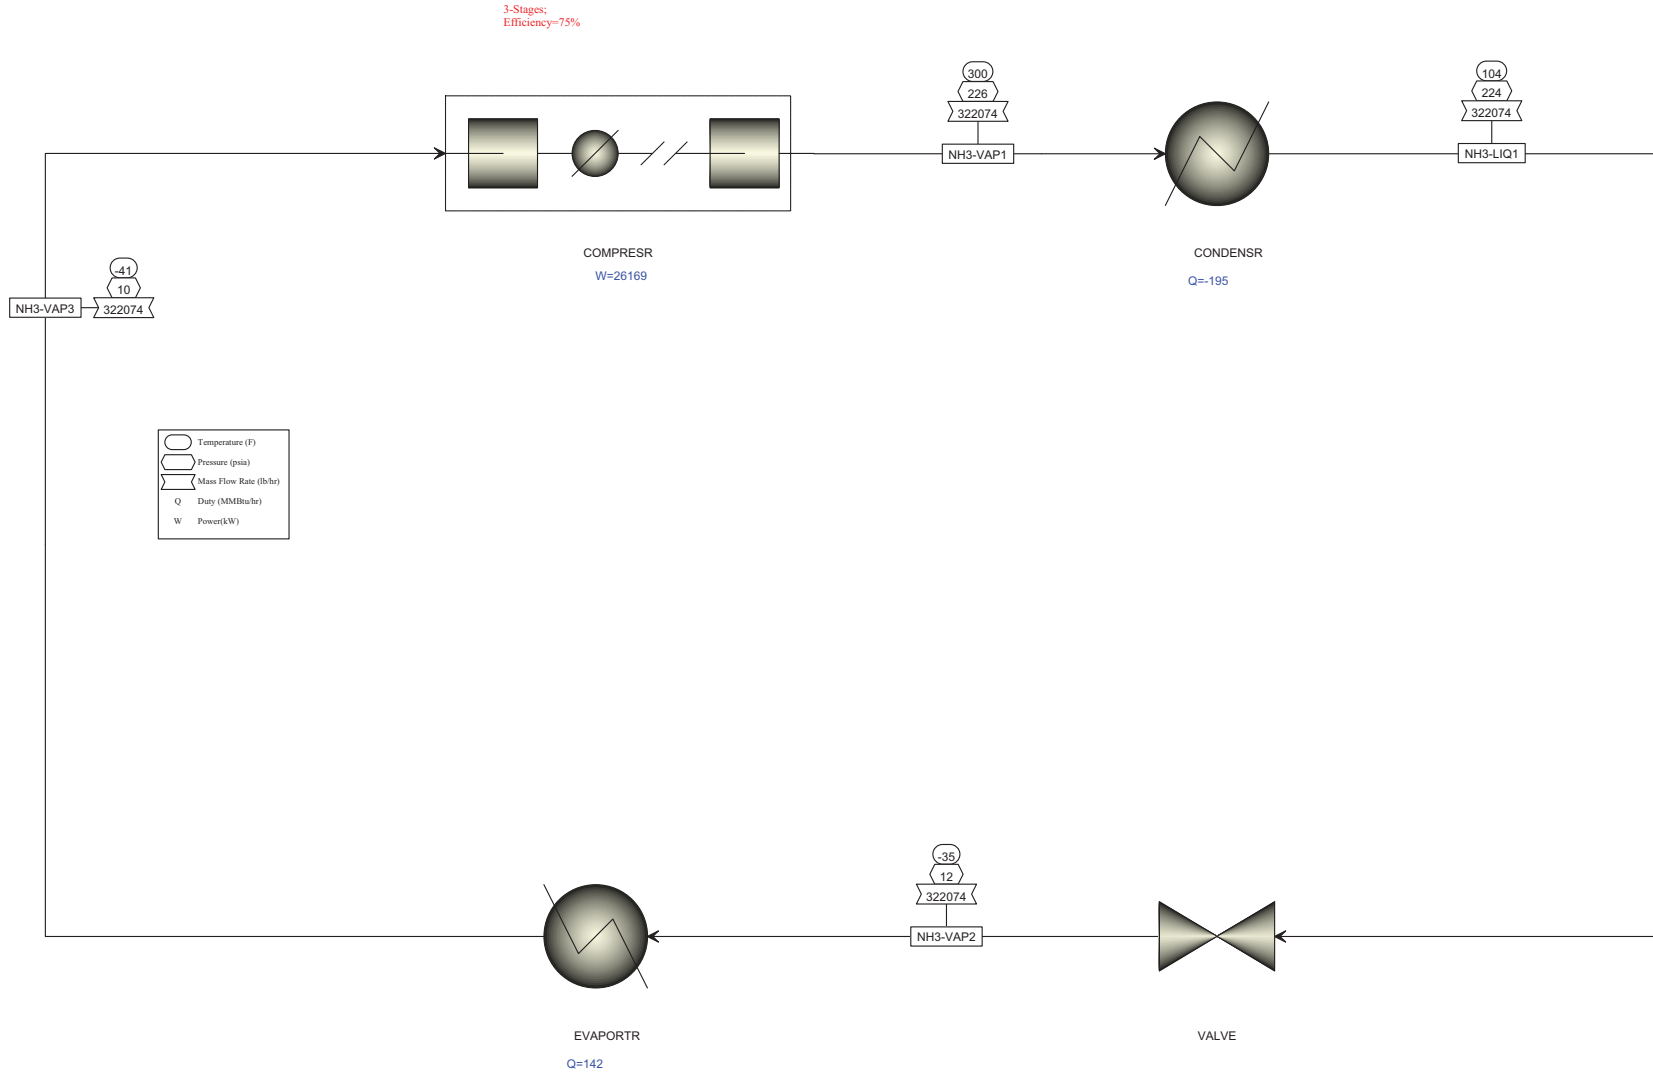 3-Stages;
Efficiency=75%
300
226
322074
NH3-VAP1
104
224
322074
NH3-LIQ1
COMPRESR
W=26169
CONDENSR
Q=-195
-41
10
NH3-VAP3
322074
Temperature (F)
Pressure (psia)
Mass Flow Rate (lb/hr)
Q Duty (MMBtu/hr)
W Power(kW)
-35
12
322074
NH3-VAP2
EVAPORTR
Q=142
VALVE